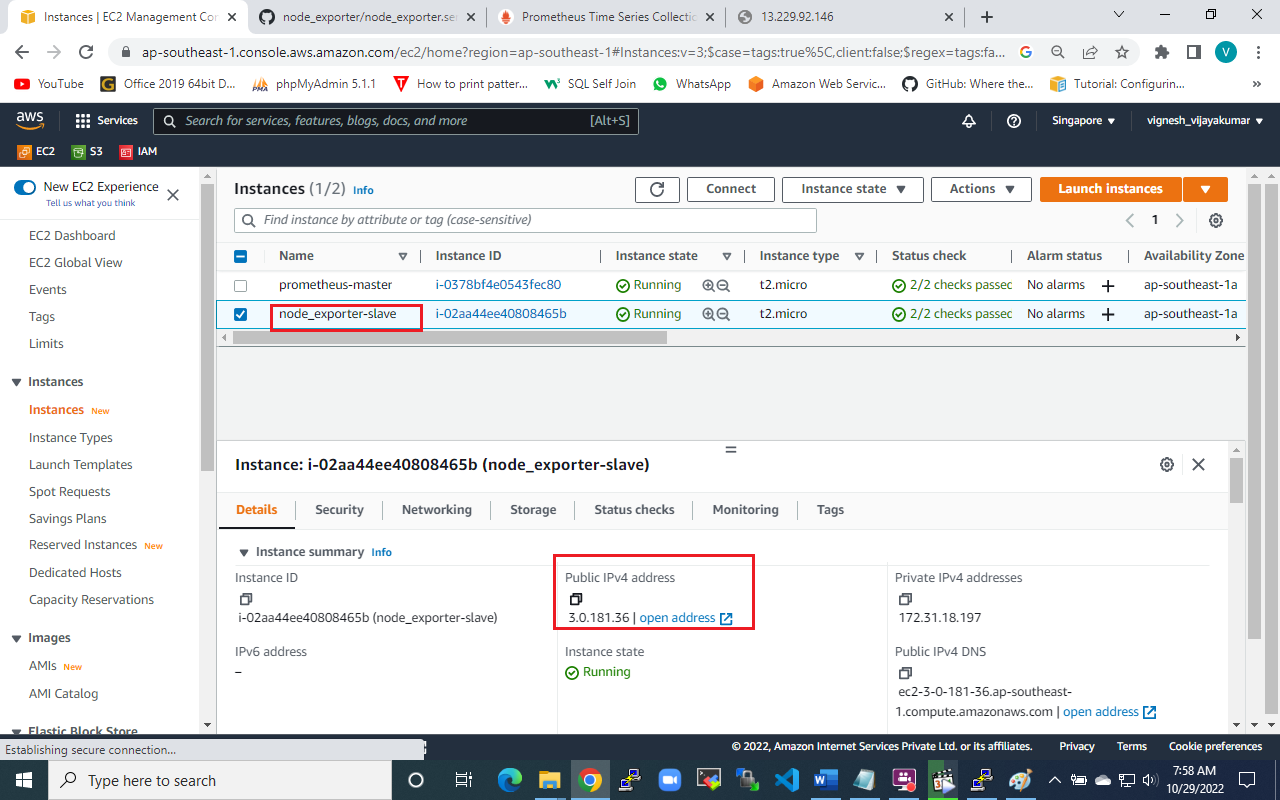 Instances | EC2 Management Con
node_exporter/node_exporter.ser
Prometheus Time Series Collectio
13.229.92.146
ap-southeast-1.console.aws.amazon.com/ec2/home?region=ap-southeast-1#Instances:v=3;$case=tags:true%5C,client:false;$regex=tags:fa...
V
YouTube
Office 2019 64bit D...
phpMyAdmin 5.1.1
How to print patter...
SQL Self Join
WhatsApp
Amazon Web Servic...
GitHub: Where the...
Tutorial: Configurin...
»
aws
Services
Search for services, features, blogs, docs, and more
[Alt+S]
Singapore ▼
vignesh_vijayakumar ▼
EC2
S3
IAM
New EC2 Experience
Tell us what you think
EC2 Dashboard
EC2 Global View
Events
Tags
Limits
Instances
Instances New
Instance Types
Launch Templates
Spot Requests
Savings Plans
Reserved Instances New
Dedicated Hosts
Capacity Reservations
Images
AMIs New
AMI Catalog
Elastic Block Store
Instances (1/2) Info
Connect
Instance state ▼
Actions ▼
Launch instances
Find instance by attribute or tag (case-sensitive)
1
Name Instance ID Instance state Instance type Status check Alarm status Availability Zone
prometheus-master i-0378bf4e0543fec80 Running t2.micro 2/2 checks passed No alarms + ap-southeast-1a
node_exporter-slave i-02aa44ee40808465b Running t2.micro 2/2 checks passed No alarms + ap-southeast-1a
Instance: i-02aa44ee40808465b (node_exporter-slave)
Details Security Networking Storage Status checks Monitoring Tags
Instance summary Info
Instance ID
i-02aa44ee40808465b (node_exporter-slave)
Public IPv4 address
3.0.181.36 | open address
Private IPv4 addresses
172.31.18.197
IPv6 address
–
Instance state
Running
Public IPv4 DNS
ec2-3-0-181-36.ap-southeast-
1.compute.amazonaws.com | open address
Establishing secure connection...
© 2022, Amazon Internet Services Private Ltd. or its affiliates.
Privacy
Terms
Cookie preferences
Type here to search
7:58 AM
10/29/2022